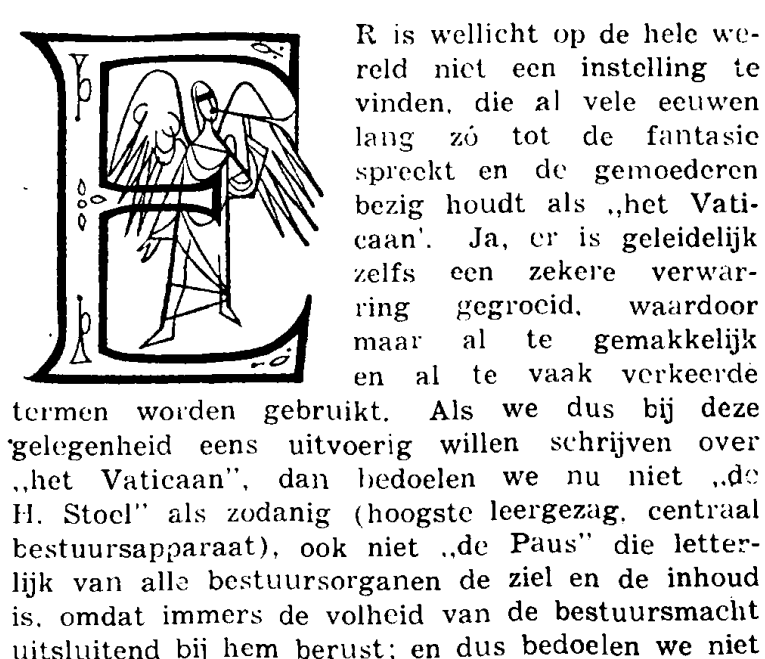 ER is wellicht op de hele we-
reld niet een instelling te
vinden, die al vele eeuwen
lang zó tot de fantasie
spreekt en de gemoederen
bezig houdt als „het Vati-
caan'. Ja, er is geleidelijk
zelfs een zekere verwar-
ring gegroeid, waardoor
maar al te gemakkelijk
en al te vaak verkeerde
termen worden gebruikt. Als we dus bij deze
gelegenheid eens uitvoerig willen schrijven over
„het Vaticaan”, dan bedoelen we nu niet „de
H. Stoel” als zodanig (hoogste leergezag, centraal
bestuursapparaat), ook niet „de Paus” die letter-
lijk van alle bestuursorganen de ziel en de inhoud
is, omdat immers de volheid van de bestuursmacht
uitsluitend bij hem berust; en dus bedoelen we niet